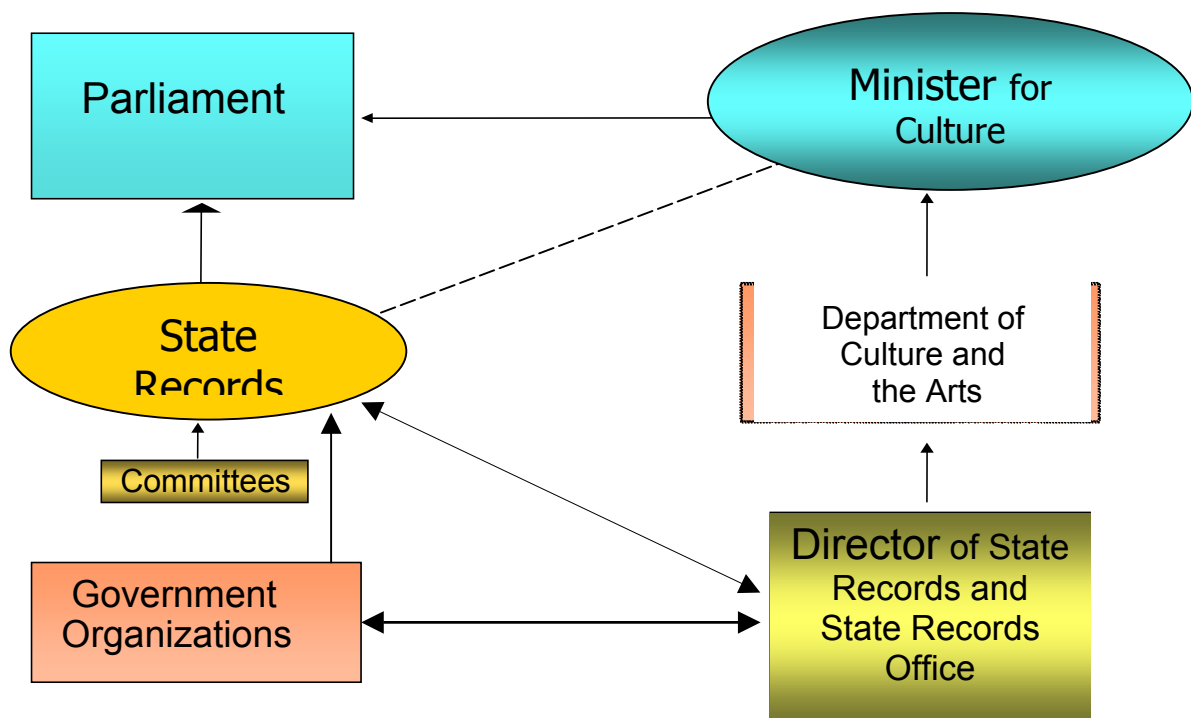 Parliament
Minister for
Culture
State
Records
Department of
Culture and
the Arts
Committees
Government
Organizations
Director of State
Records and
State Records
Office